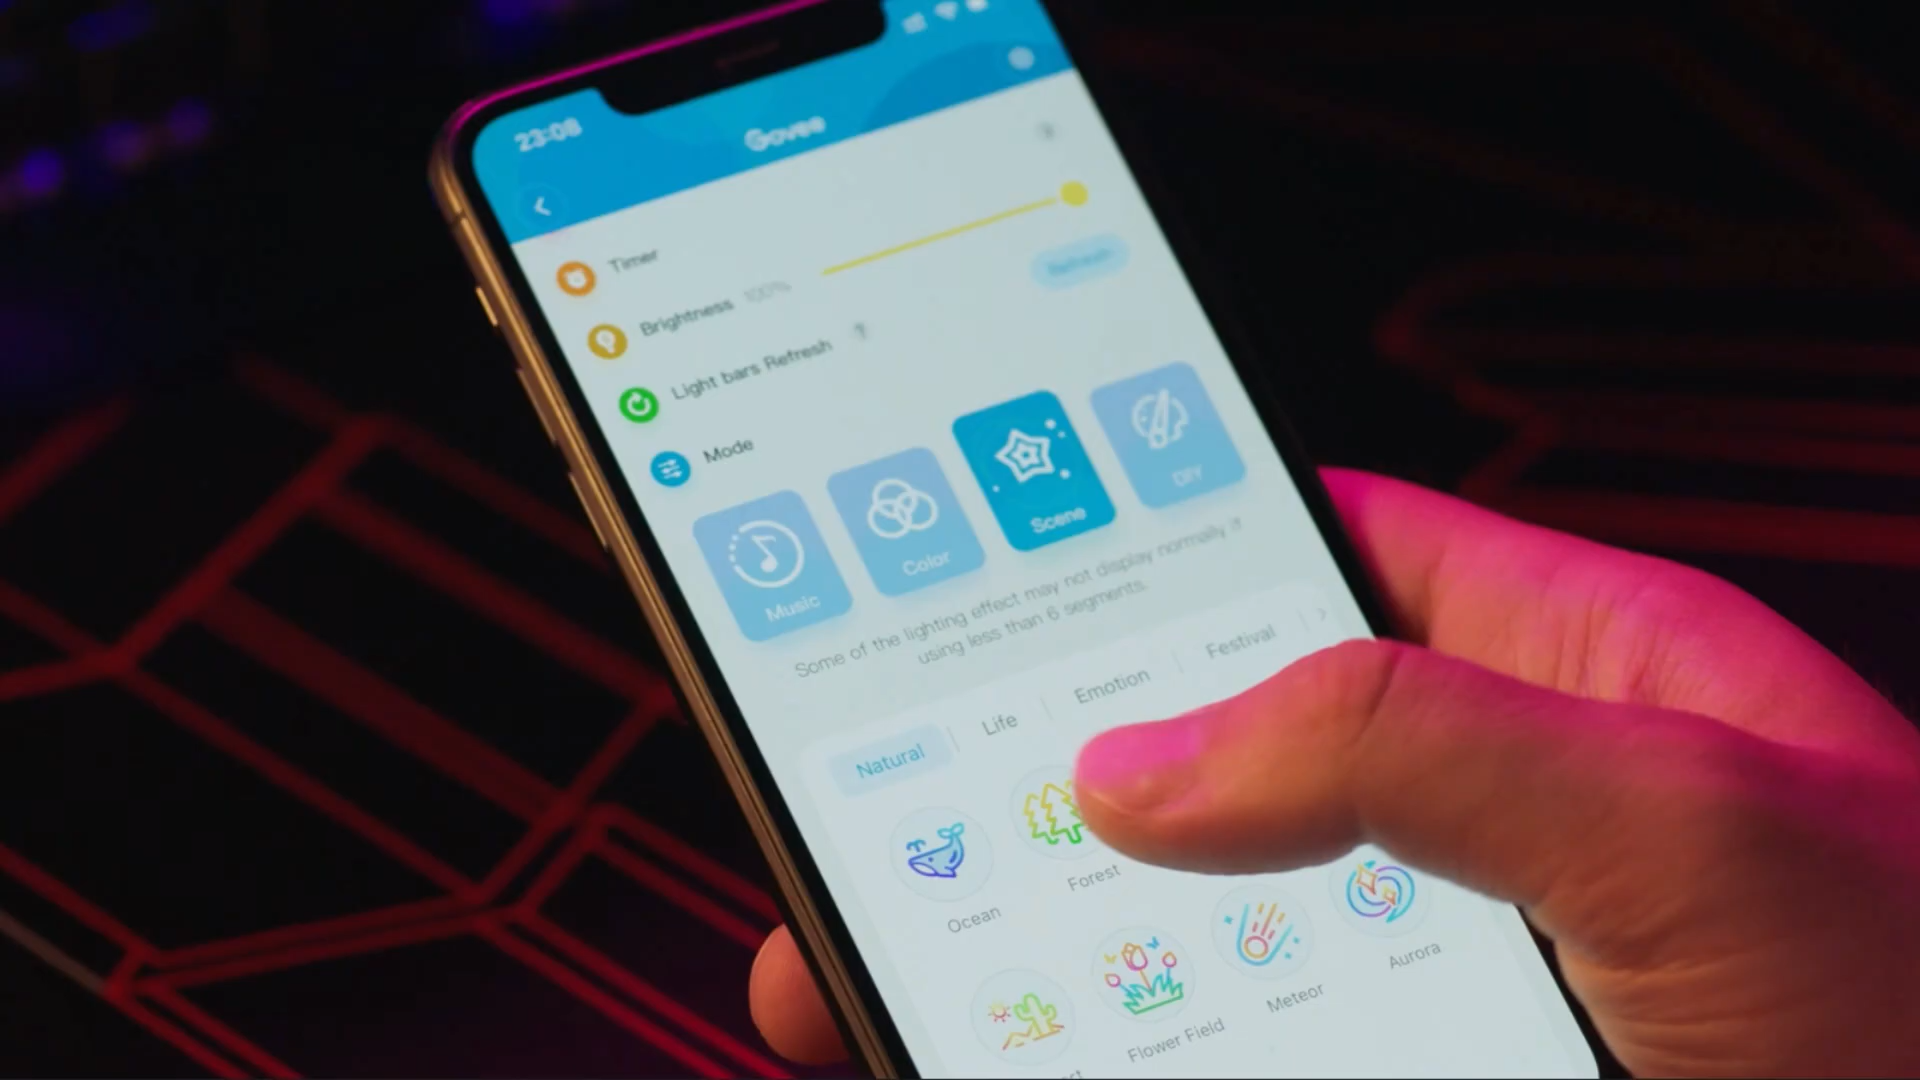 23:08
Govee
Timer
Brightness 100%
Light bars Refresh ?
Refresh
Mode
Music
Color
Scene
DIY
Some of the lighting effect may not display normally if
using less than 6 segments.
Natural
Life
Emotion
Festival
Ocean
Forest
Aurora
Flower Field
Meteor